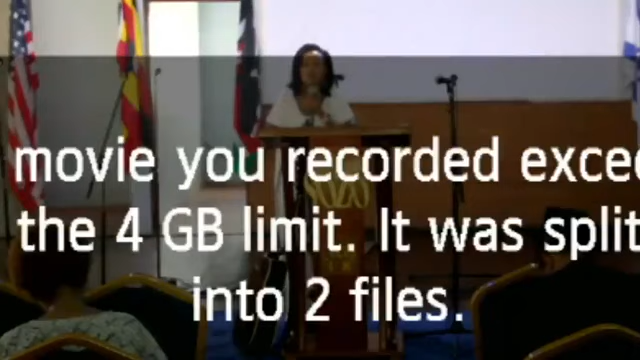 movie you recorded excee
the 4 GB limit. It was split
into 2 files.